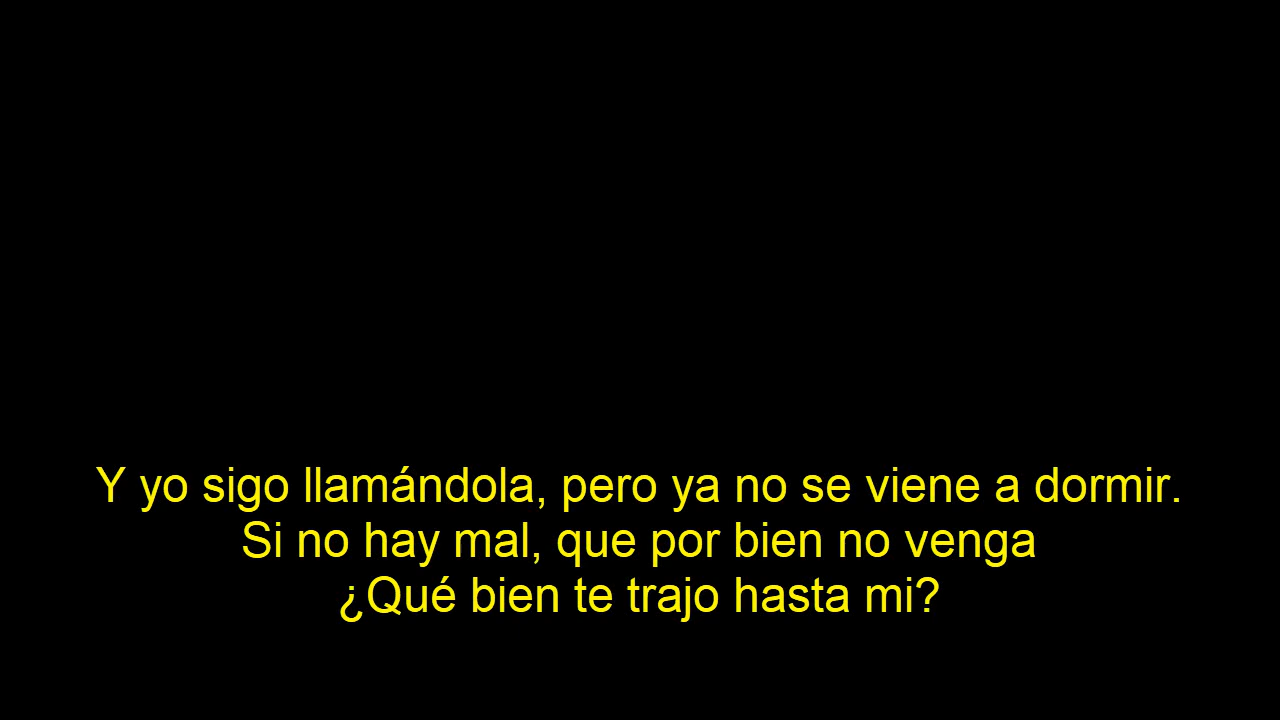 Y yo sigo llamándola, pero ya no se viene a dormir.
Si no hay mal, que por bien no venga
¿Qué bien te trajo hasta mi?